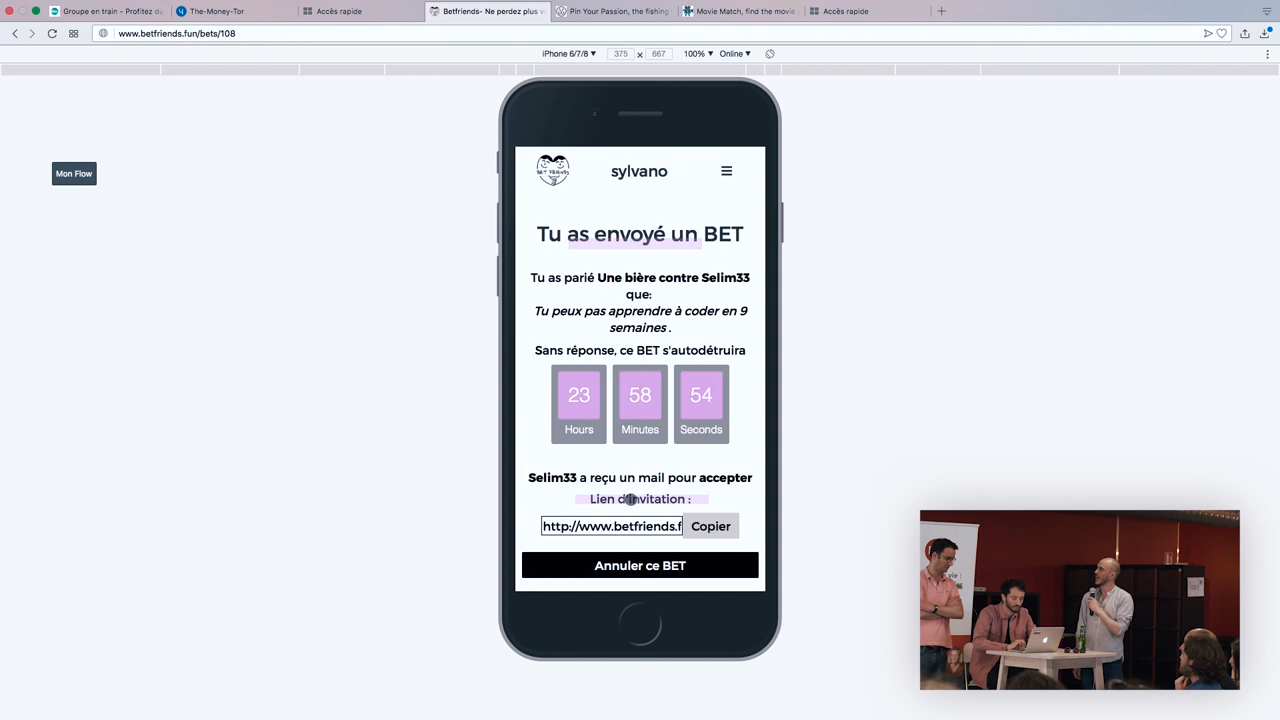 Groupe en train - Profitez du
The-Money-Tor
Accès rapide
Betfriends- Ne perdez plus v
Pin Your Passion, the fishing
Movie Match, find the movie
Accès rapide
www.betfriends.fun/bets/108
iPhone 6/7/8 ▼ 375 × 667 100% ▼ Online ▼
Mon Flow
BET FRIENDS
sylvano
Tu as envoyé un BET
Tu as parié Une bière contre Selim33
que:
Tu peux pas apprendre à coder en 9
semaines .
Sans réponse, ce BET s'autodétruira
23 58 54
Hours Minutes Seconds
Selim33 a reçu un mail pour accepter
Lien d'invitation :
http://www.betfriends.f Copier
Annuler ce BET
vie :